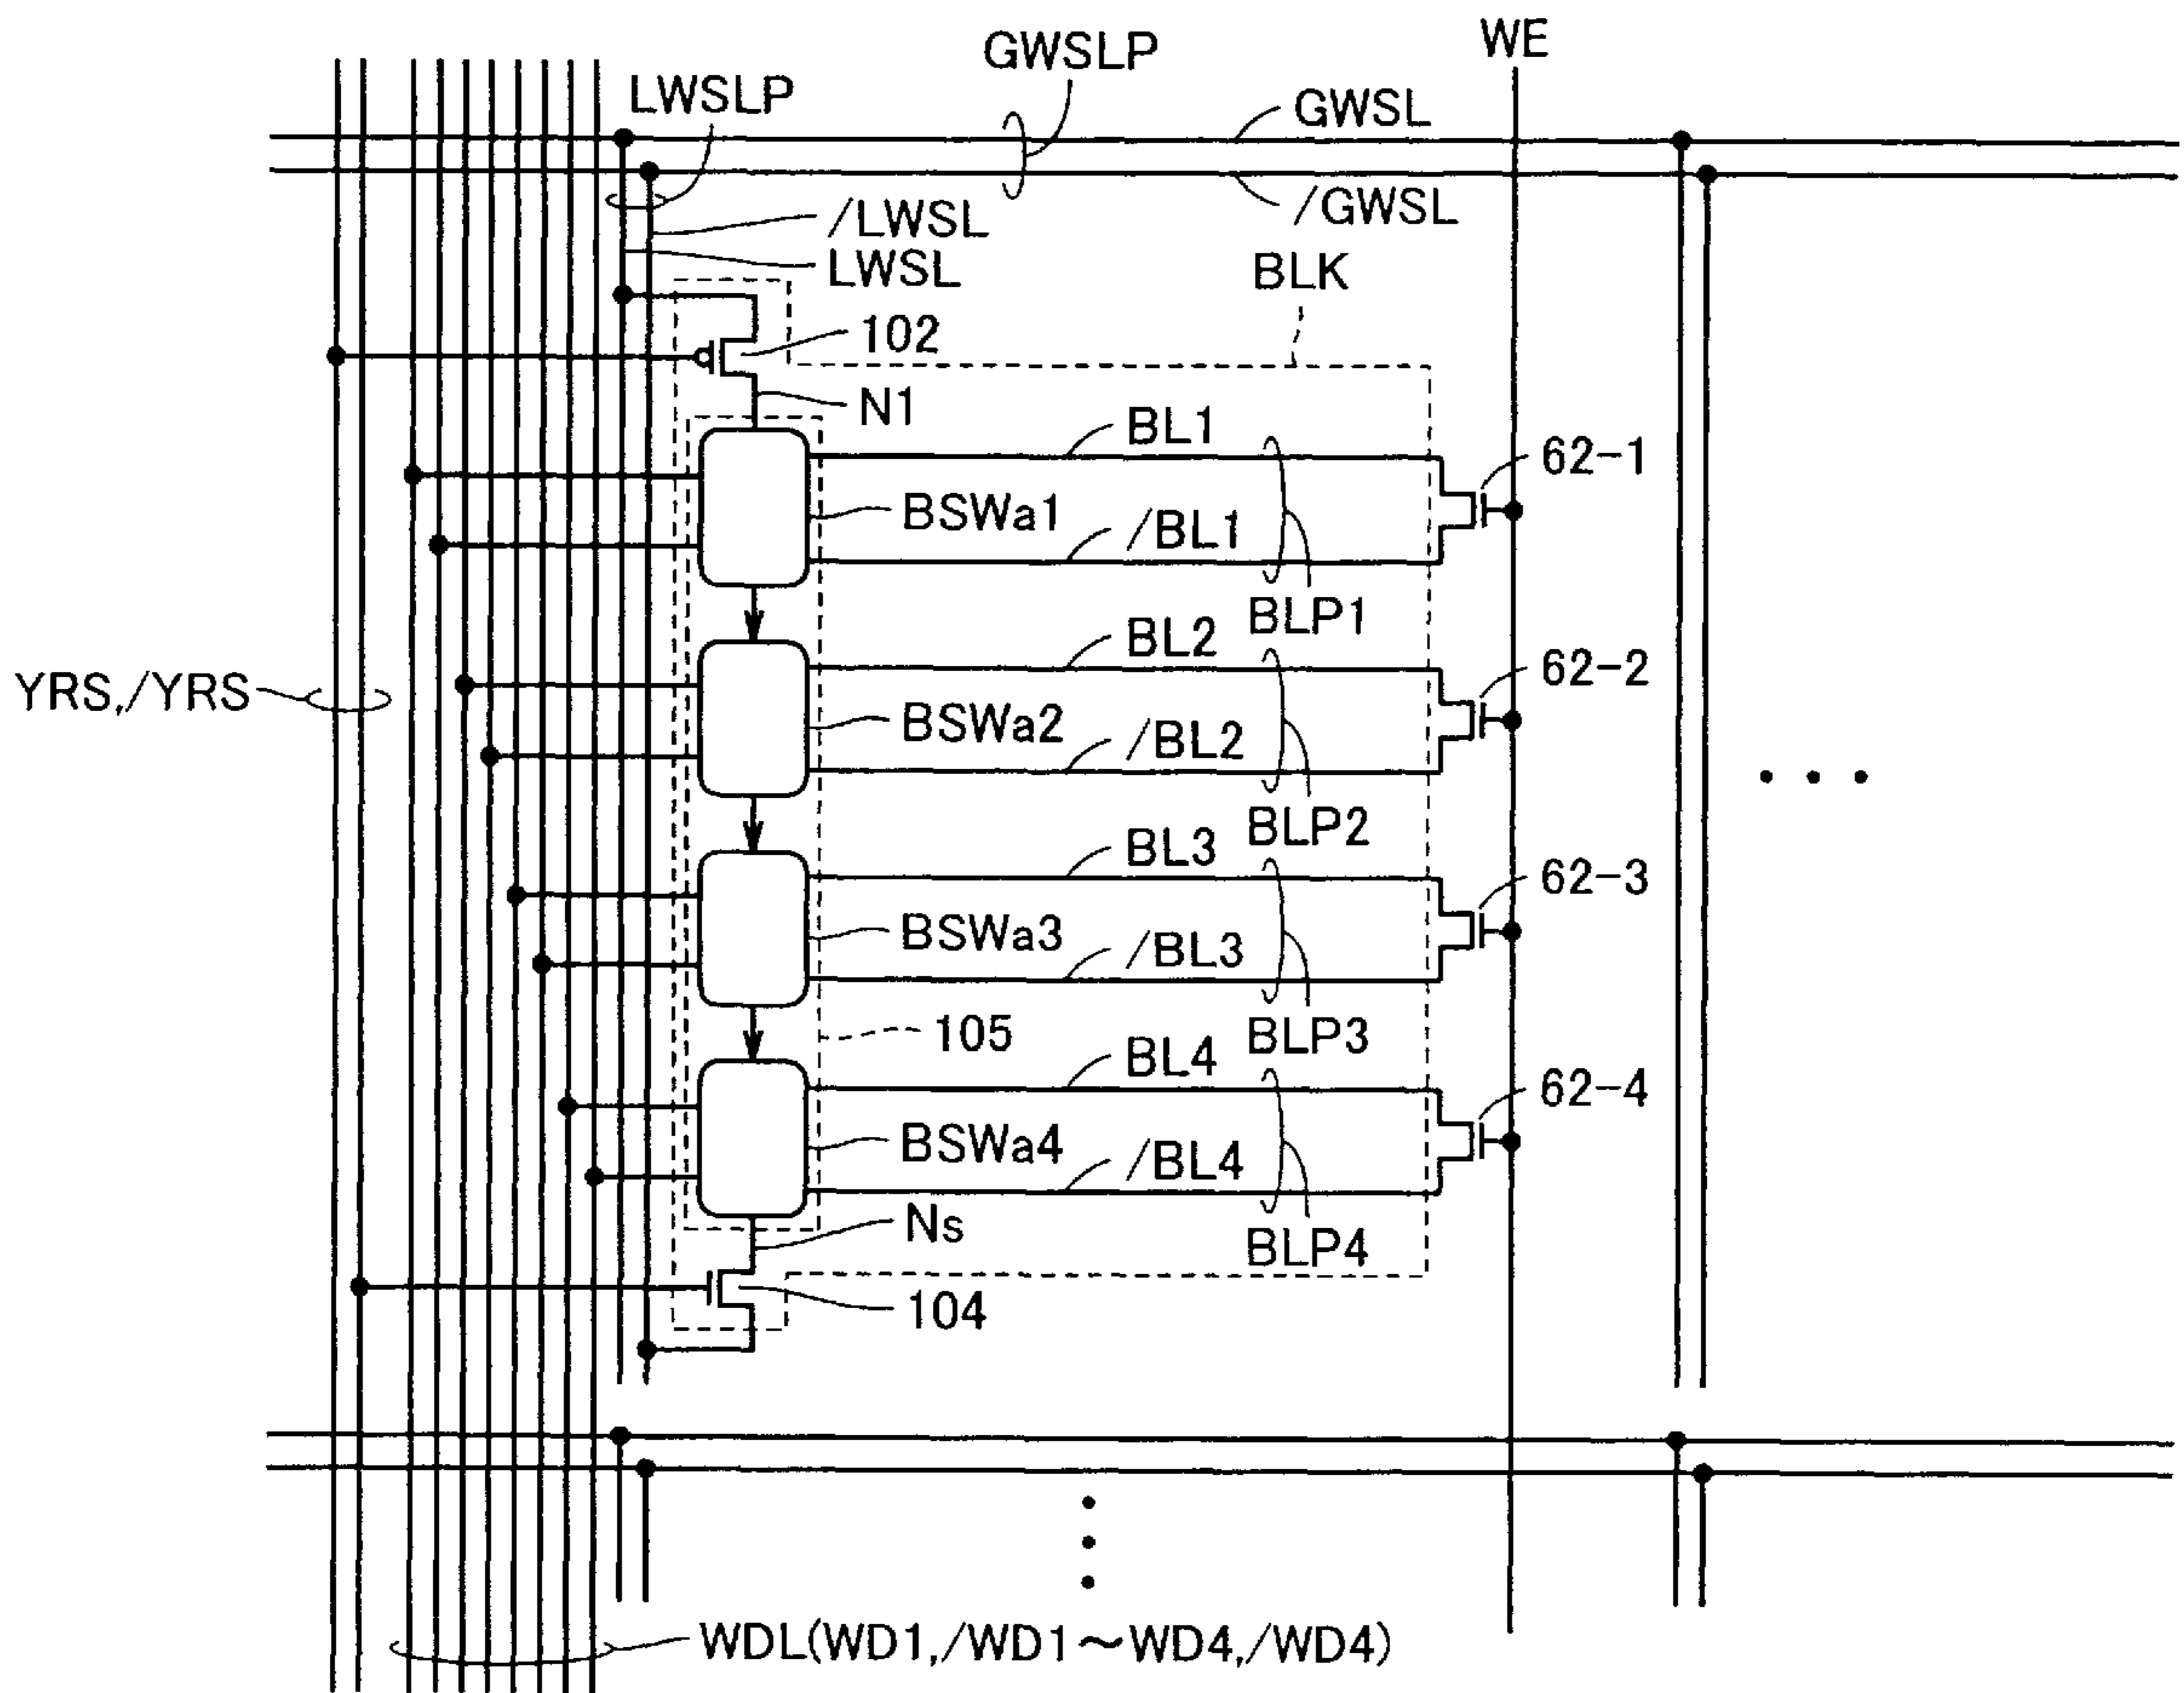 WE
GWSLP
LWSLP
GWSL
/LWSL
/GWSL
LWSL
BLK
102
N1
BL1
62-1
BSWa1
/BL1
BLP1
BL2
62-2
YRS,/YRS
BSWa2
/BL2
BLP2
BL3
62-3
BSWa3
/BL3
105
BLP3
BL4
62-4
BSWa4
/BL4
Ns
BLP4
104
WDL(WD1,/WD1～WD4,/WD4)